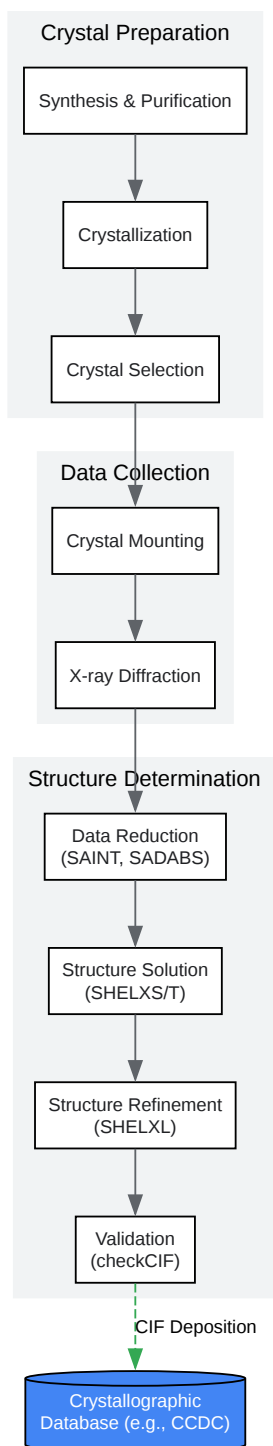 Crystal Preparation
Synthesis & Purification
Crystallization
Crystal Selection
Data Collection
Crystal Mounting
X-ray Diffraction
Structure Determination
Data Reduction
(SAINT, SADABS)
Structure Solution
(SHELXS/T)
Structure Refinement
(SHELXL)
Validation
(checkCIF)
CIF Deposition
Crystallographic
Database (e.g., CCDC)